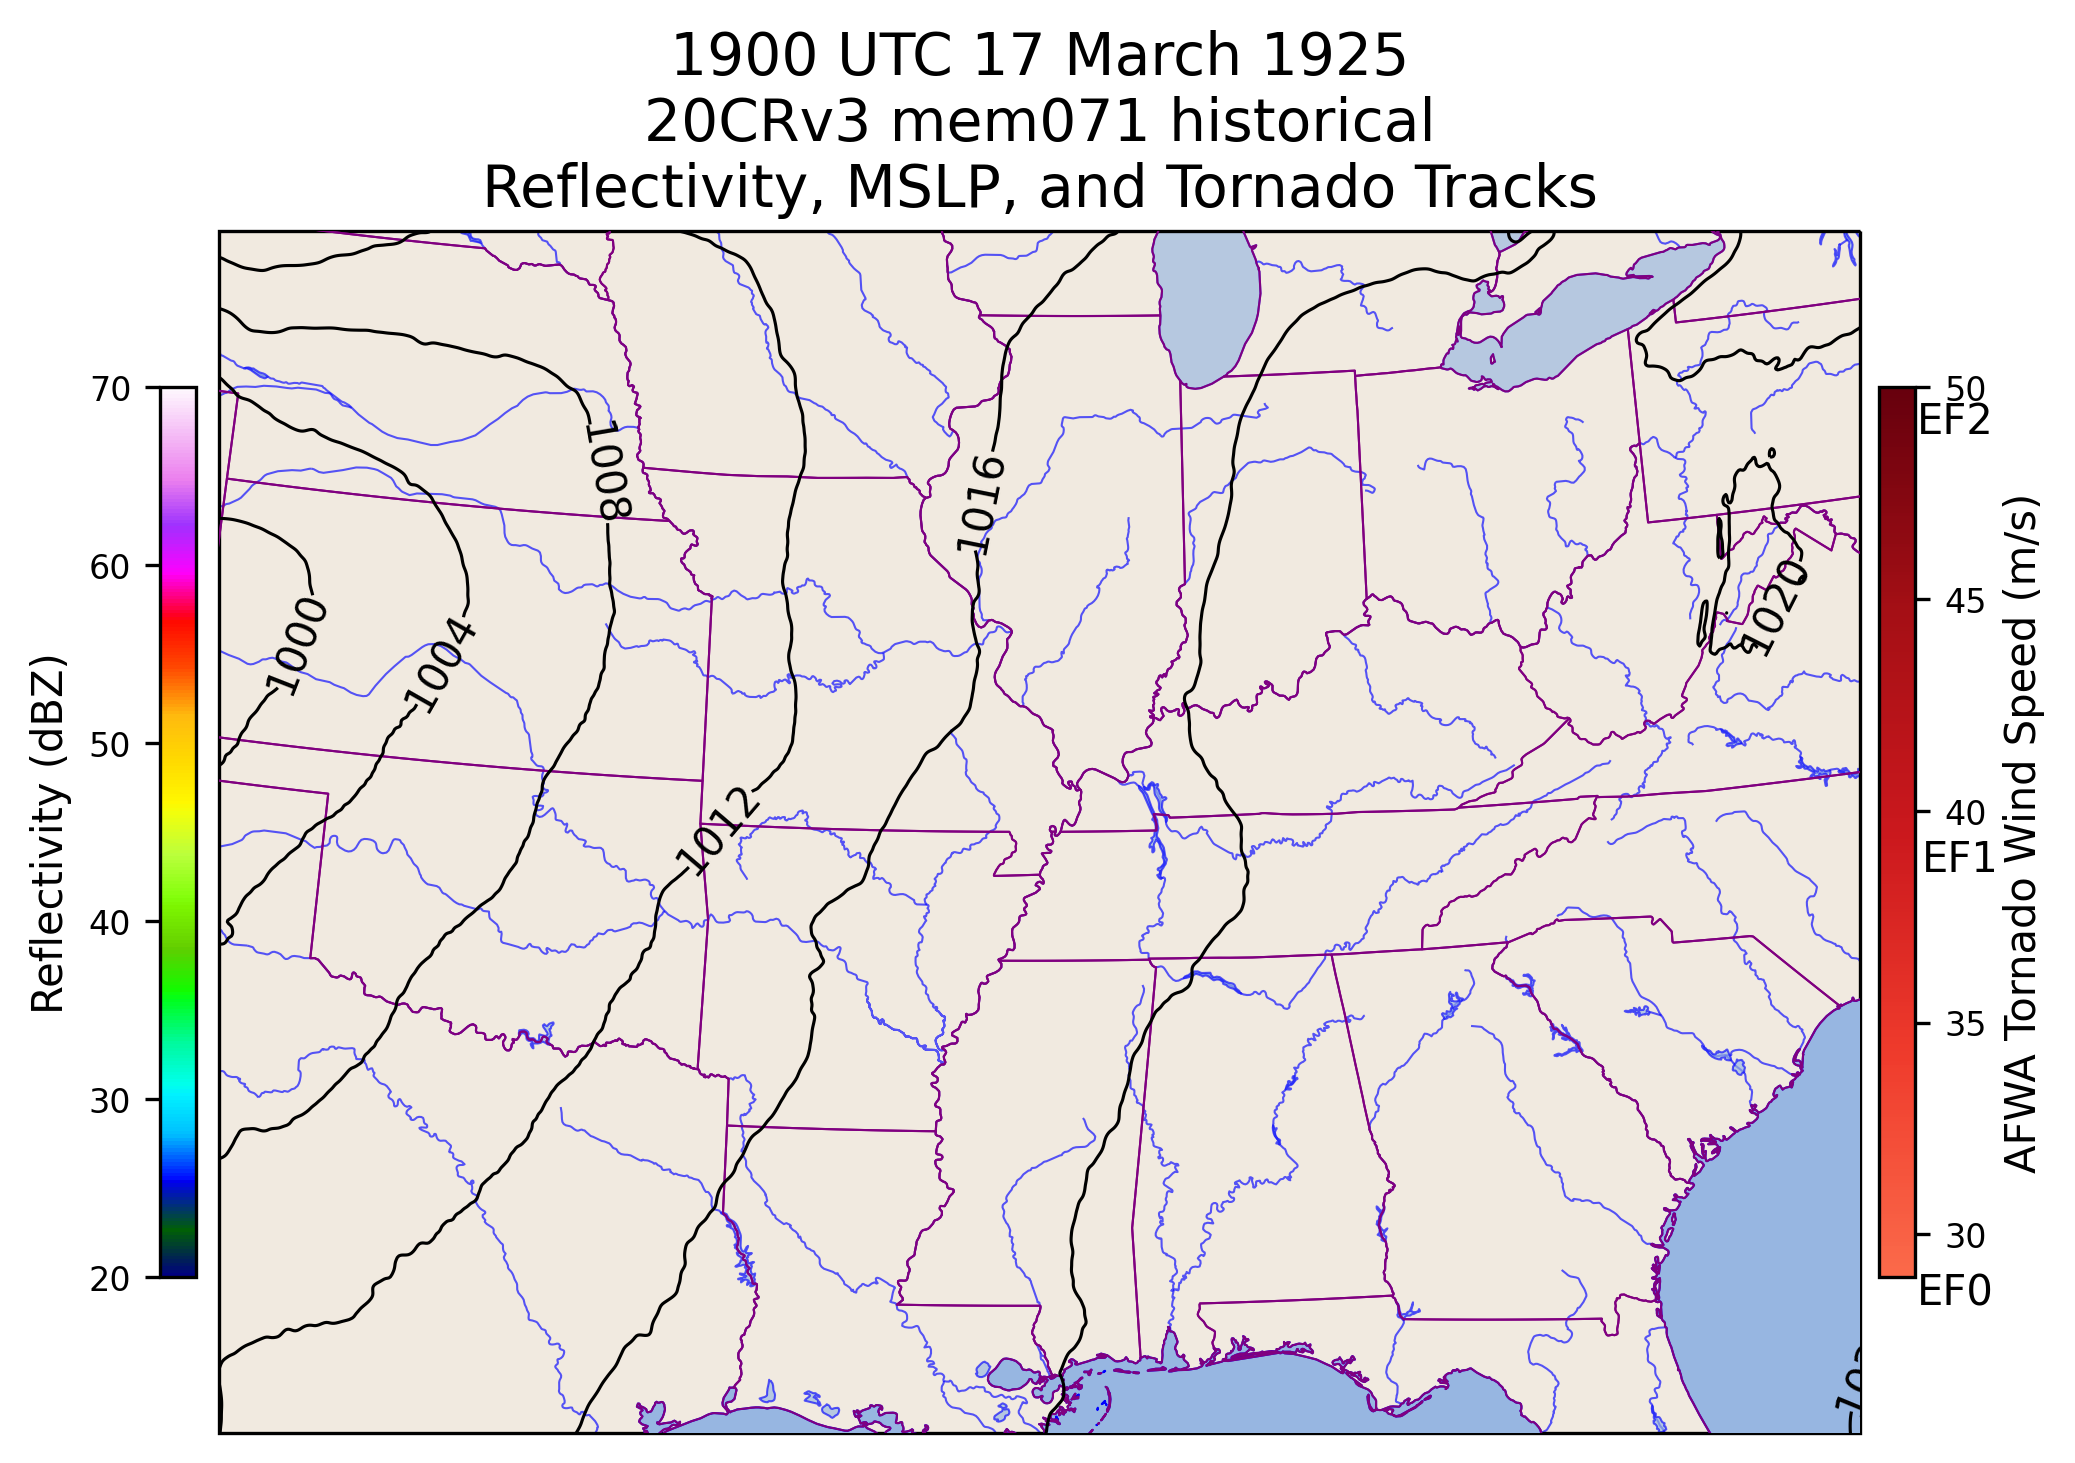 1900 UTC 17 March 1925
20CRv3 mem071 historical
Reflectivity, MSLP, and Tornado Tracks
70
60
50
40
30
20
Reflectivity (dBZ)
1008
1016
1000
1004
1012
1020
50
EF2
45
40
EF1
35
30
EF0
AFWA Tornado Wind Speed (m/s)